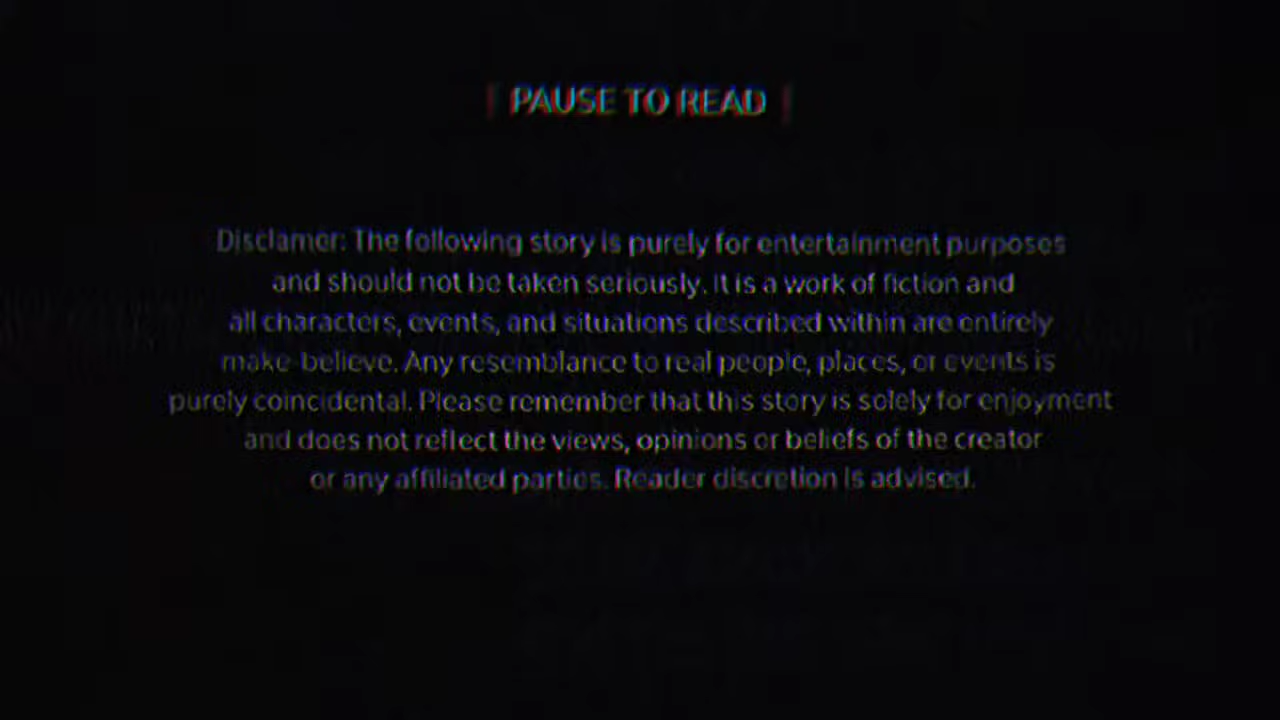 [ PAUSE TO READ ]
Disclamer: The following story is purely for entertainment purposes
and should not be taken seriously. It is a work of fiction and
all characters, events, and situations described within are entirely
make-believe. Any resemblance to real people, places, or events is
purely coincidental. Please remember that this story is solely for enjoyment
and does not reflect the views, opinions or beliefs of the creator
or any affiliated parties. Reader discretion is advised.